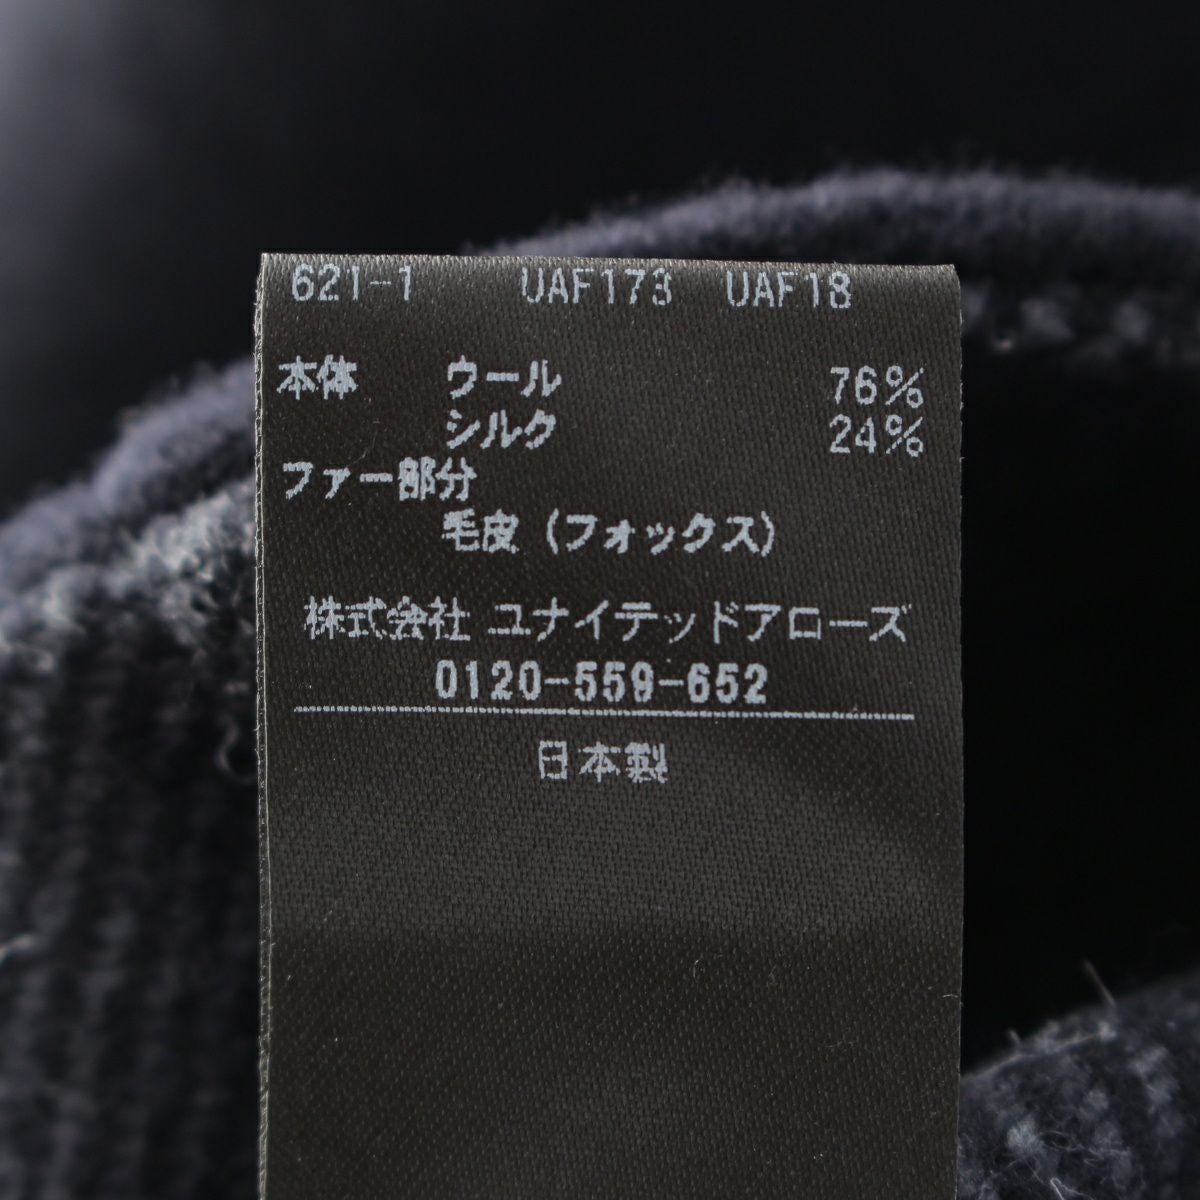 621-1 UAF173 UAF18
本体 ウール 76%
シルク 24%
ファー部分
毛皮(フォックス)
株式会社 ユナイテッドアローズ
0120-559-652
日本製